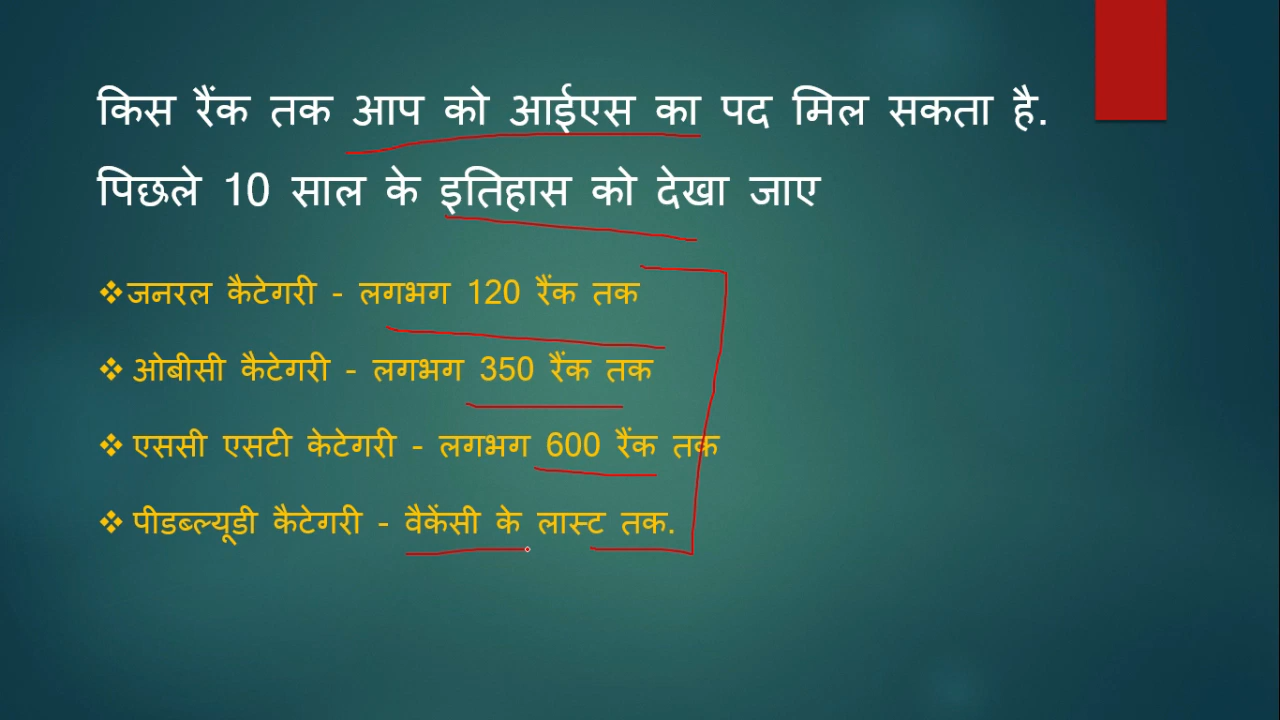 किस रैंक तक आप को आईएस का पद मिल सकता है.
पिछले 10 साल के इतिहास को देखा जाए
❖जनरल कैटेगरी - लगभग 120 रैंक तक
❖ ओबीसी कैटेगरी - लगभग 350 रैंक तक
❖ एससी एसटी केटेगरी - लगभग 600 रैंक तक
❖ पीडब्ल्यूडी कैटेगरी - वैकेंसी के लास्ट तक.